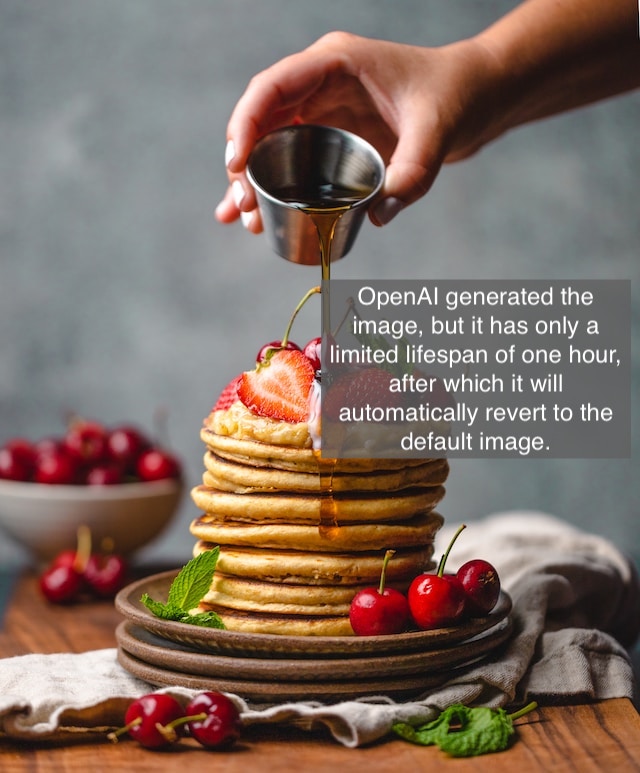 OpenAI generated the
image, but it has only a
limited lifespan of one hour,
after which it will
automatically revert to the
default image.